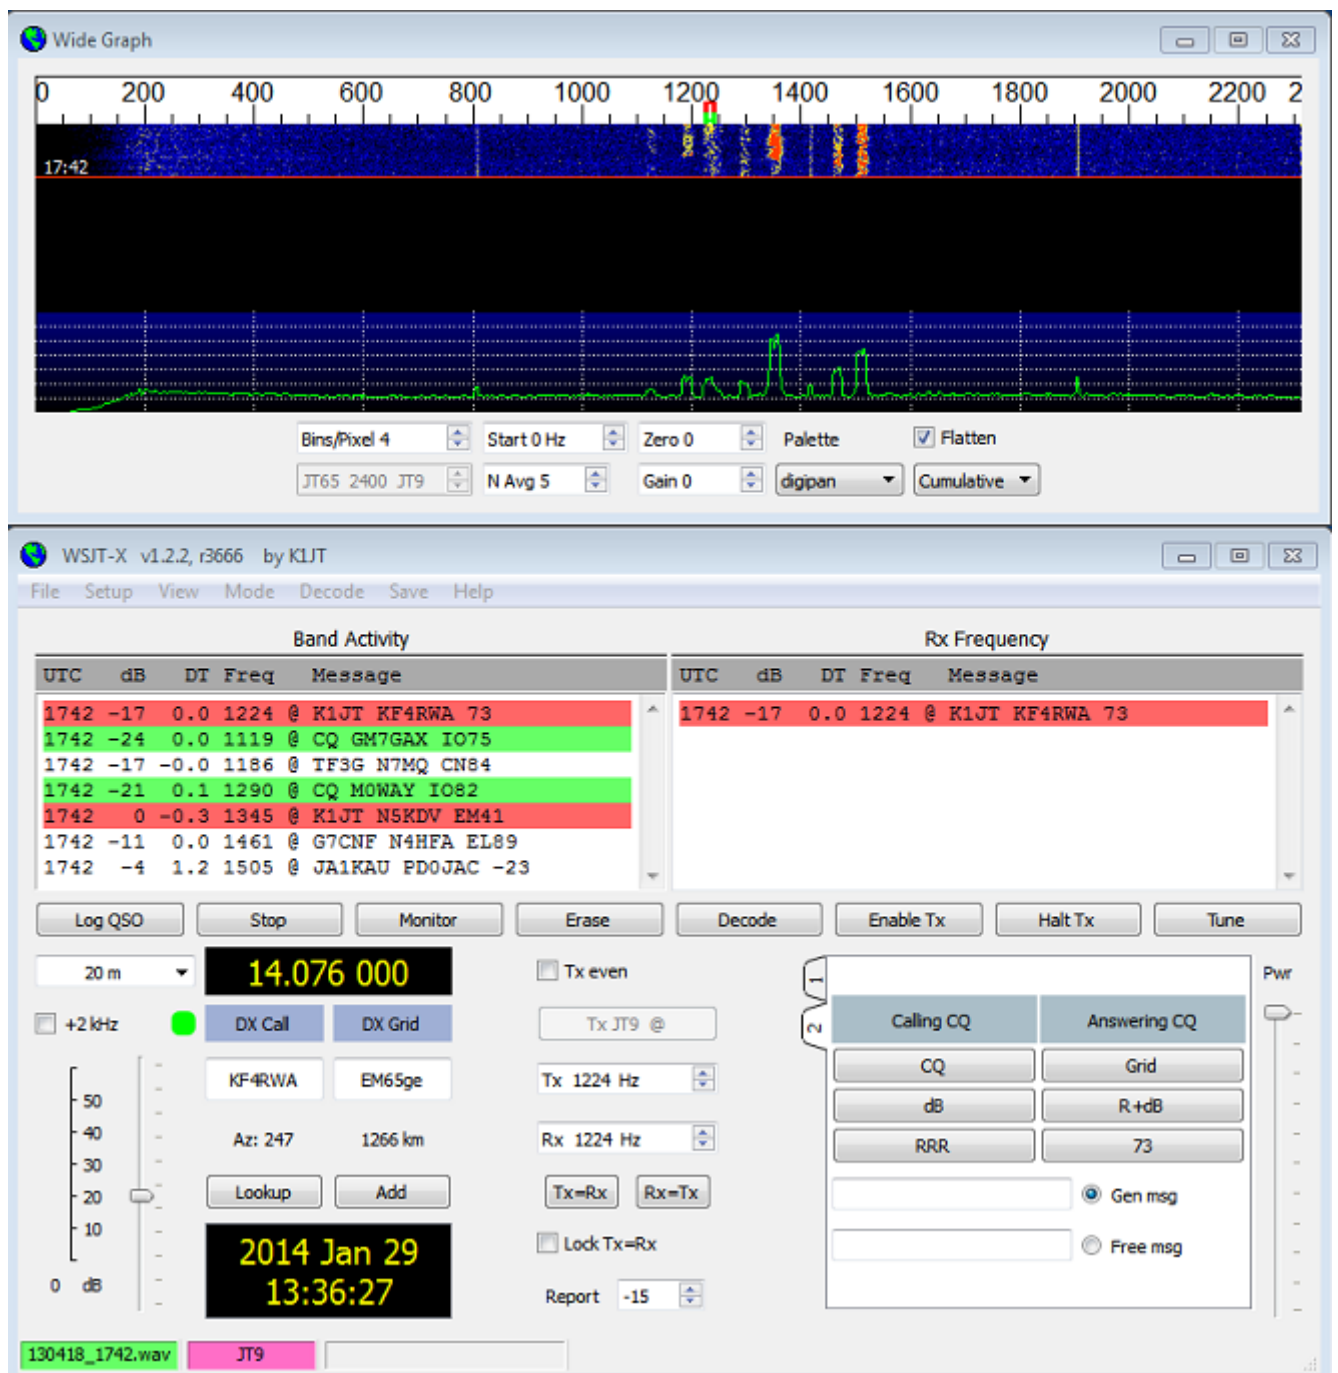 Wide Graph
0 200 400 600 800 1000 1200 1400 1600 1800 2000 2200 2
17:42
Bins/Pixel 4 Start 0 Hz Zero 0 Palette Flatten
JT65 2400 JT9 N Avg 5 Gain 0 digipan Cumulative
WSJT-X v1.2.2, r3666 by K1JT
File Setup View Mode Decode Save Help
Band Activity Rx Frequency
UTC dB DT Freq Message UTC dB DT Freq Message
1742 -17 0.0 1224 @ K1JT KF4RWA 73 1742 -17 0.0 1224 @ K1JT KF4RWA 73
1742 -24 0.0 1119 @ CQ GM7GAX IO75
1742 -17 -0.0 1186 @ TF3G N7MQ CN84
1742 -21 0.1 1290 @ CQ M0WAY IO82
1742 0 -0.3 1345 @ K1JT N5KDV EM41
1742 -11 0.0 1461 @ G7CNF N4HFA EL89
1742 -4 1.2 1505 @ JA1KAU PD0JAC -23
Log QSO Stop Monitor Erase Decode Enable Tx Halt Tx Tune
20 m 14.076 000 Tx even 1 Pwr
+2 kHz DX Call DX Grid Tx JT9 @ 2 Calling CQ Answering CQ
KF4RWA EM65ge Tx 1224 Hz CQ Grid
50 dB R+dB
40 Az: 247 1266 km Rx 1224 Hz RRR 73
30
20 Lookup Add Tx=Rx Rx=Tx Gen msg
10 2014 Jan 29 Lock Tx=Rx Free msg
0 dB 13:36:27 Report -15
130418_1742.wav JT9